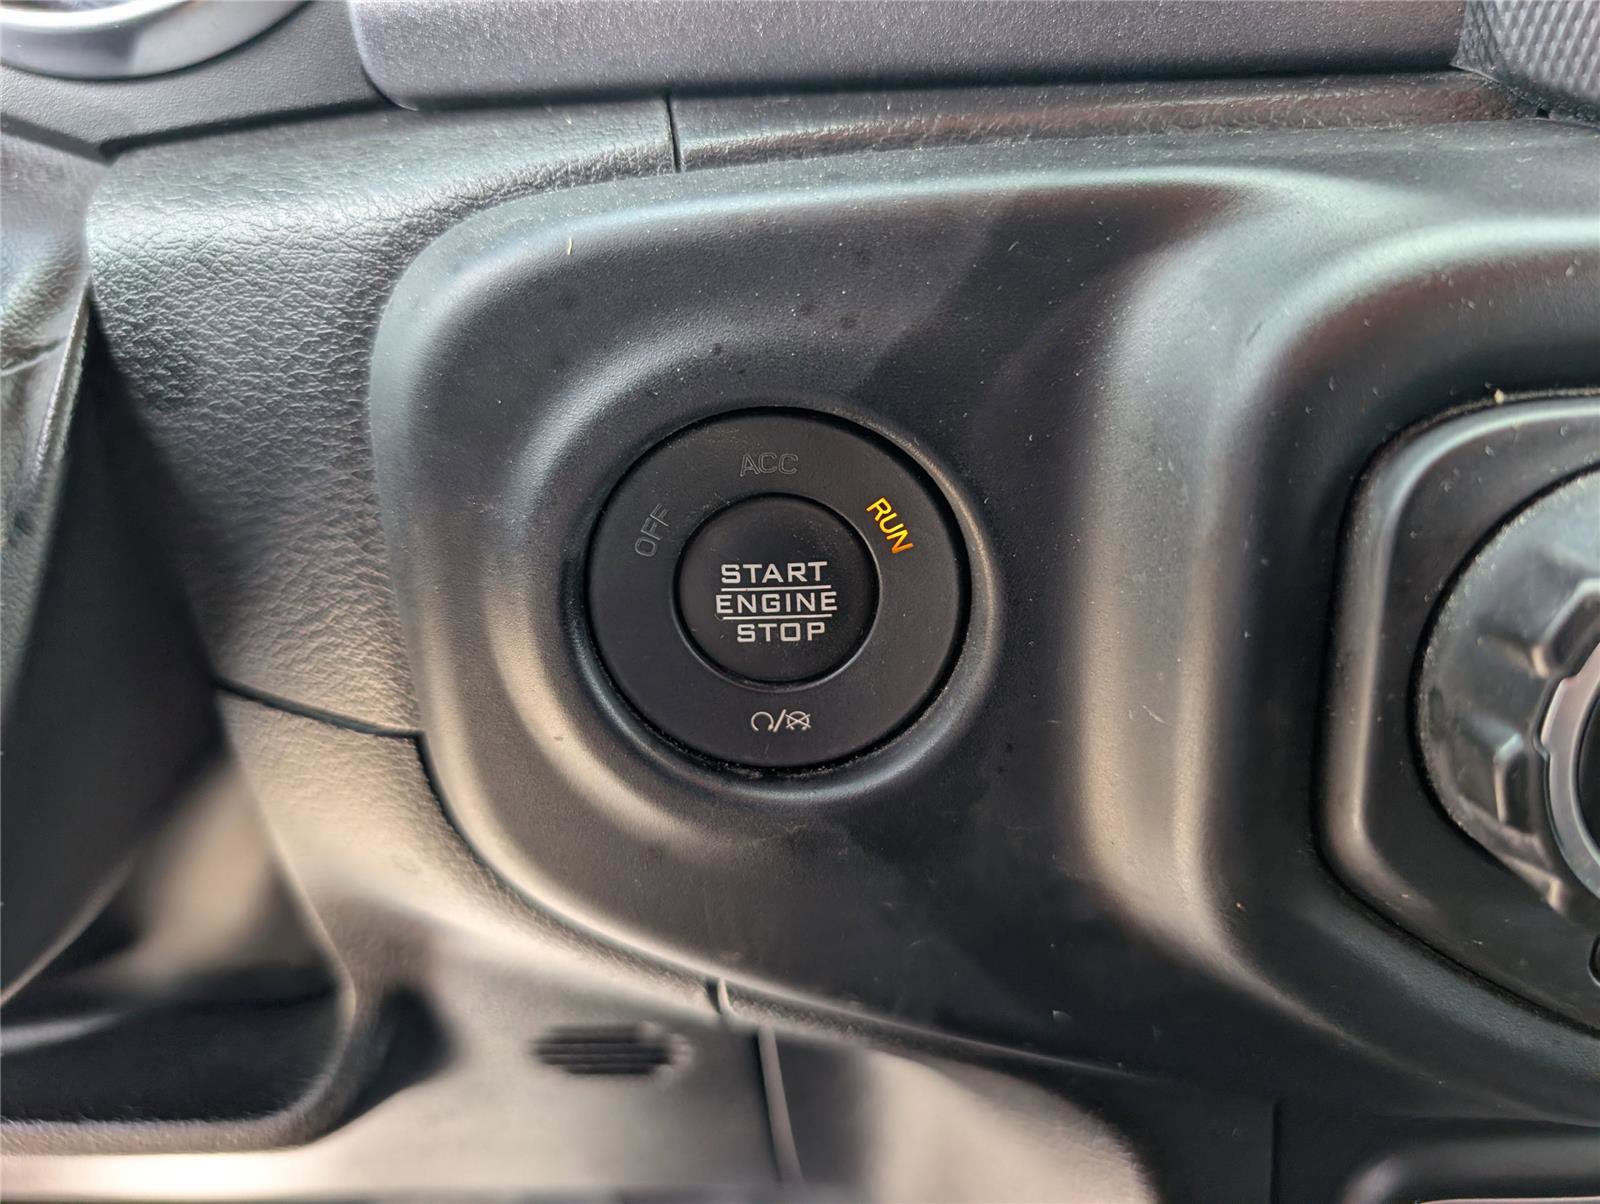 ACC
OFF
RUN
START
ENGINE
STOP